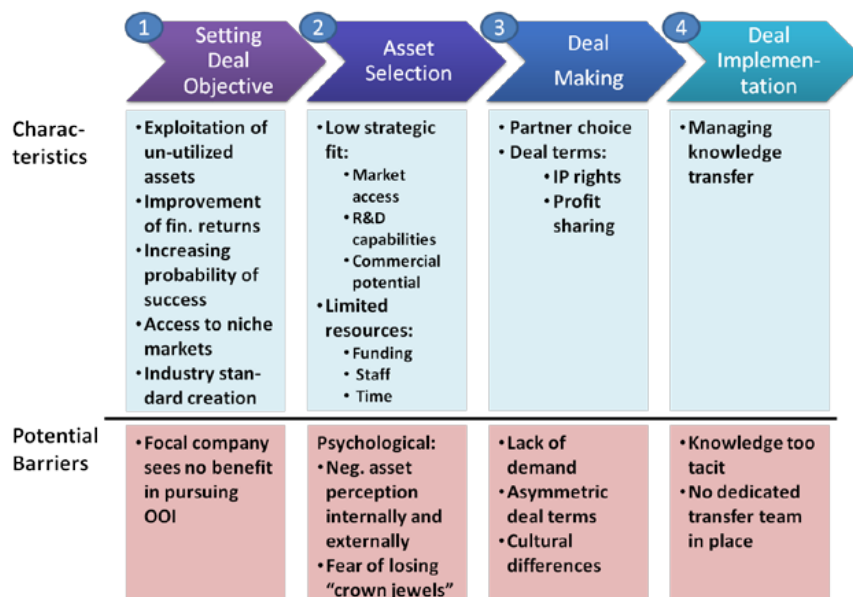 1
Setting
Deal
Objective
2
Asset
Selection
3
Deal
Making
4
Deal
Implemen-
tation
Charac-
teristics
• Exploitation of
un-utilized
assets
• Improvement
of fin. returns
• Increasing
probability of
success
• Access to niche
markets
• Industry stan-
dard creation
• Low strategic
fit:
• Market
access
• R&D
capabilities
• Commercial
potential
• Limited
resources:
• Funding
• Staff
• Time
• Partner choice
• Deal terms:
• IP rights
• Profit
sharing
• Managing
knowledge
transfer
Potential
Barriers
• Focal company
sees no benefit
in pursuing
OOI
Psychological:
• Neg. asset
perception
internally and
externally
• Fear of losing
“crown jewels”
• Lack of
demand
• Asymmetric
deal terms
• Cultural
differences
• Knowledge too
tacit
• No dedicated
transfer team
in place